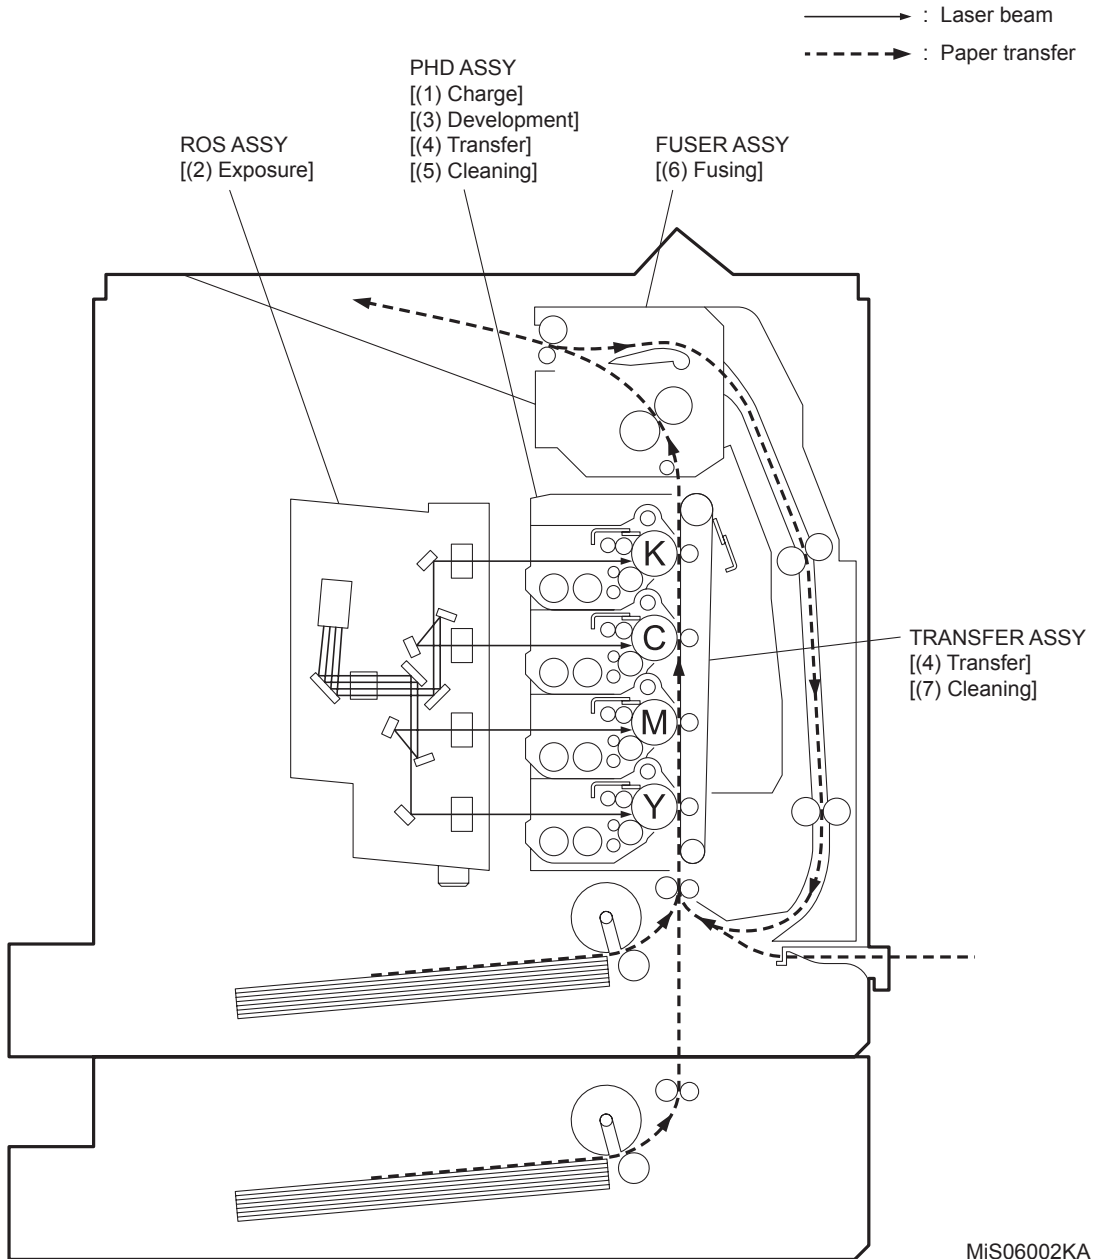 : Laser beam
: Paper transfer
PHD ASSY
[(1) Charge]
[(3) Development]
[(4) Transfer]
[(5) Cleaning]
ROS ASSY
[(2) Exposure]
FUSER ASSY
[(6) Fusing]
K
C
M
Y
TRANSFER ASSY
[(4) Transfer]
[(7) Cleaning]
MiS06002KA